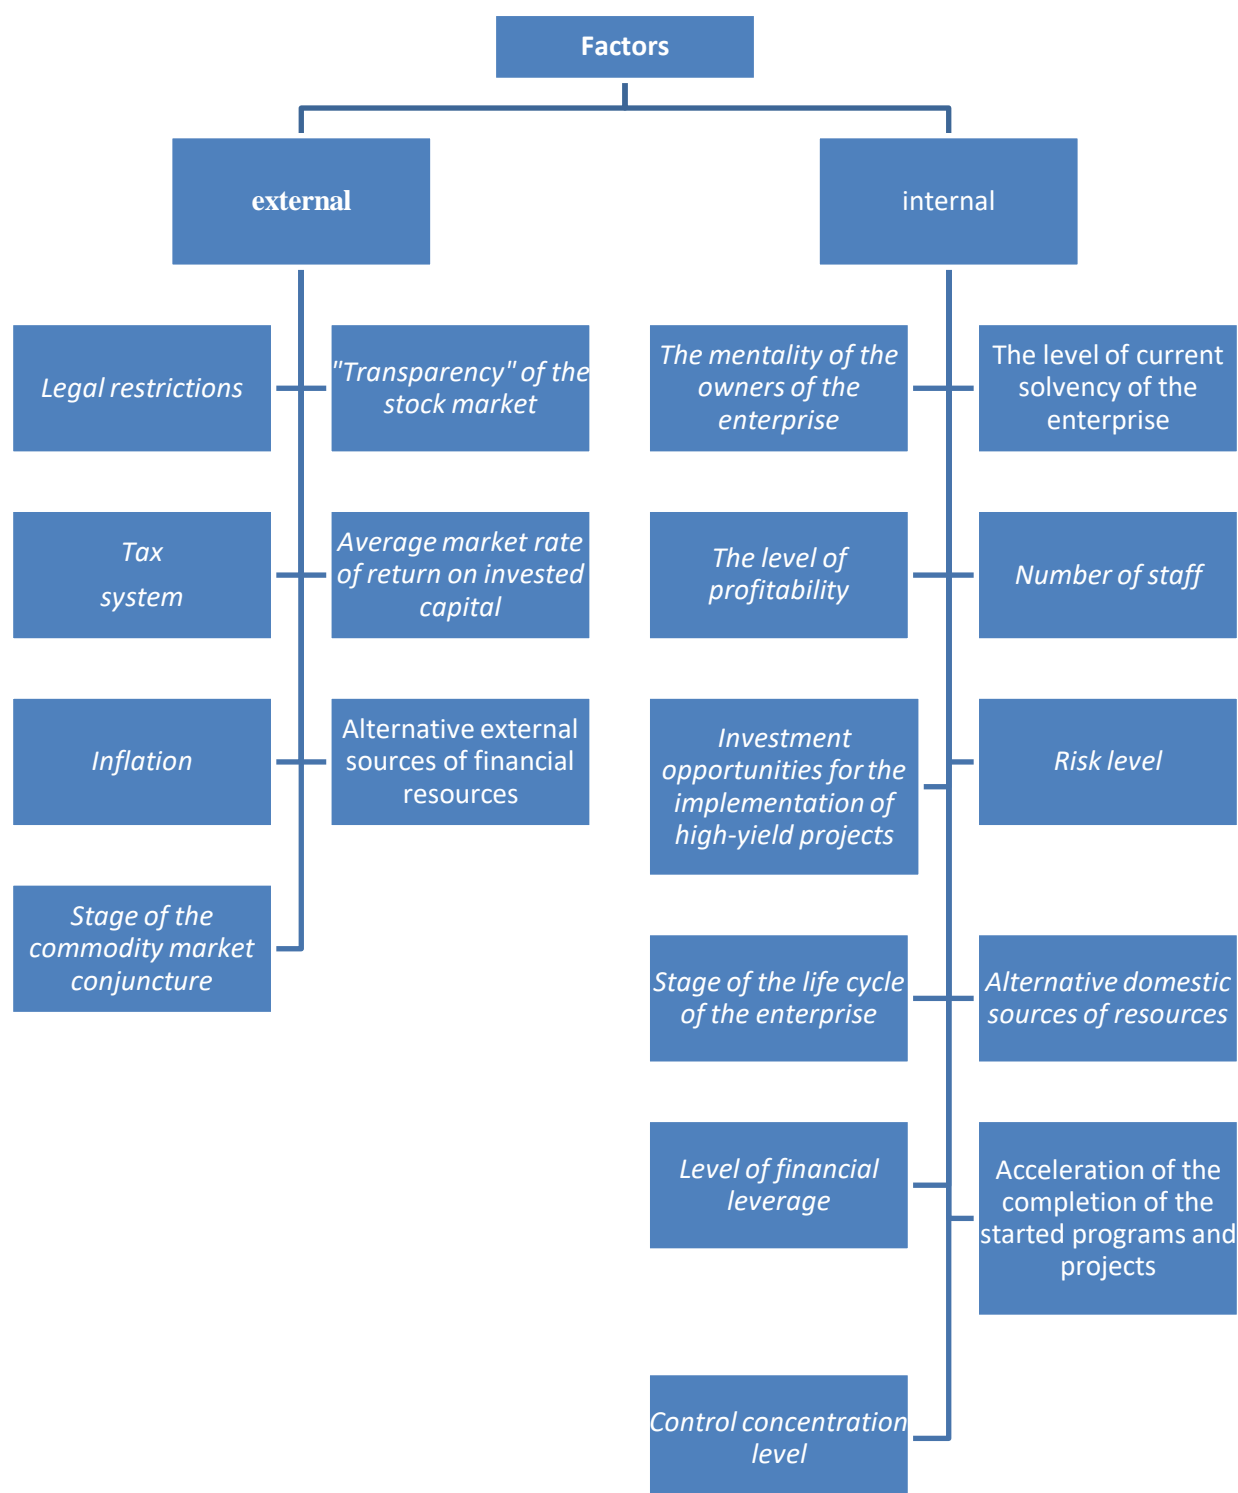 Factors
external
internal
Legal restrictions
"Transparency" of the
stock market
The mentality of the
owners of the
enterprise
The level of current
solvency of the
enterprise
Tax
system
Average market rate
of return on invested
capital
The level of
profitability
Number of staff
Inflation
Alternative external
sources of financial
resources
Investment
opportunities for the
implementation of
high-yield projects
Risk level
Stage of the
commodity market
conjuncture
Stage of the life cycle
of the enterprise
Alternative domestic
sources of resources
Level of financial
leverage
Acceleration of the
completion of the
started programs and
projects
Control concentration
level